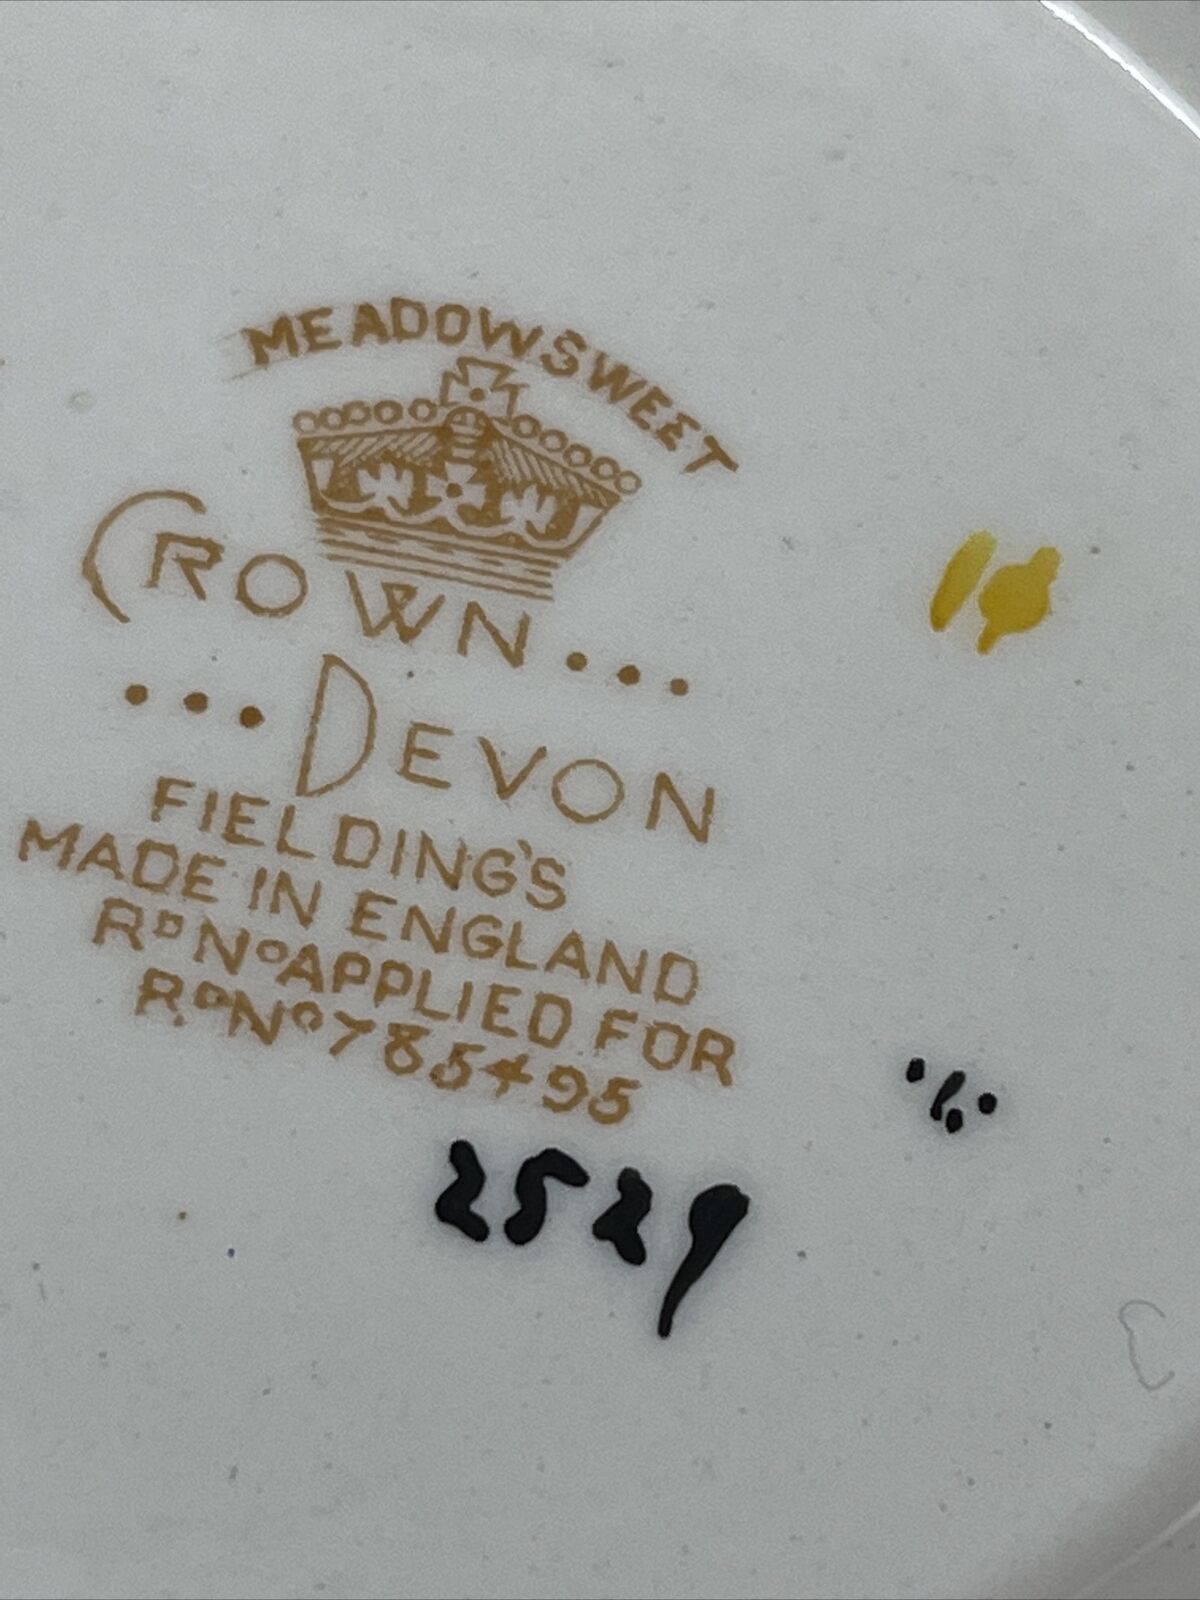 MEADOWSWEET
CROWN...
...DEVON
FIELDING'S
MADE IN ENGLAND
RD NO APPLIED FOR
RD NO 785495
2529